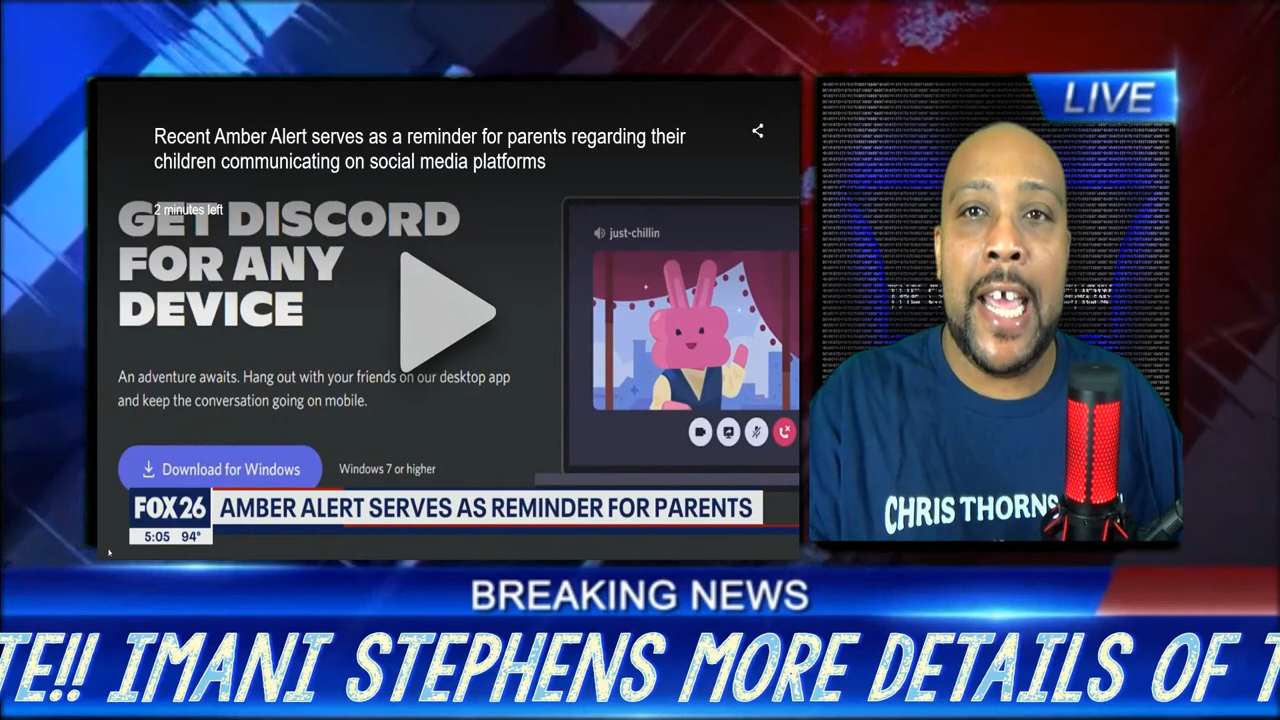 LIVE
Recent Amber Alert serves as a reminder for parents regarding their
children communicating on certain media platforms
2 minutes left
GET DISCORD
FOR ANY
DEVICE
just-chillin
An adventure awaits. Hang out with your friends on our desktop app
and keep the conversation going on mobile.
Download for Windows
Windows 7 or higher
FOX 26
AMBER ALERT SERVES AS REMINDER FOR PARENTS
5:05 94°
CHRIS THORNS
BREAKING NEWS
TE!! IMANI STEPHENS MORE DETAILS OF T